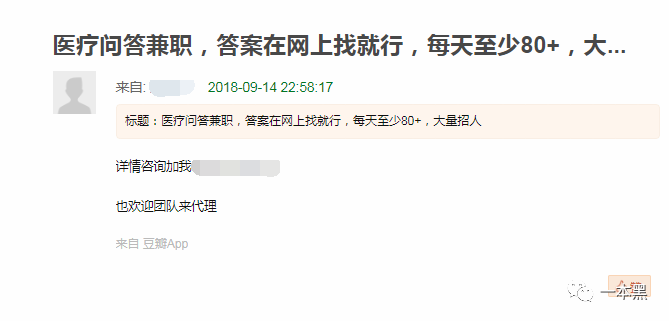 医疗问答兼职，答案在网上找就行，每天至少80+，大...
来自: 2018-09-14 22:58:17
标题：医疗问答兼职，答案在网上找就行，每天至少80+，大量招人
详情咨询加我
也欢迎团队来代理
来自 豆瓣App
一本黑